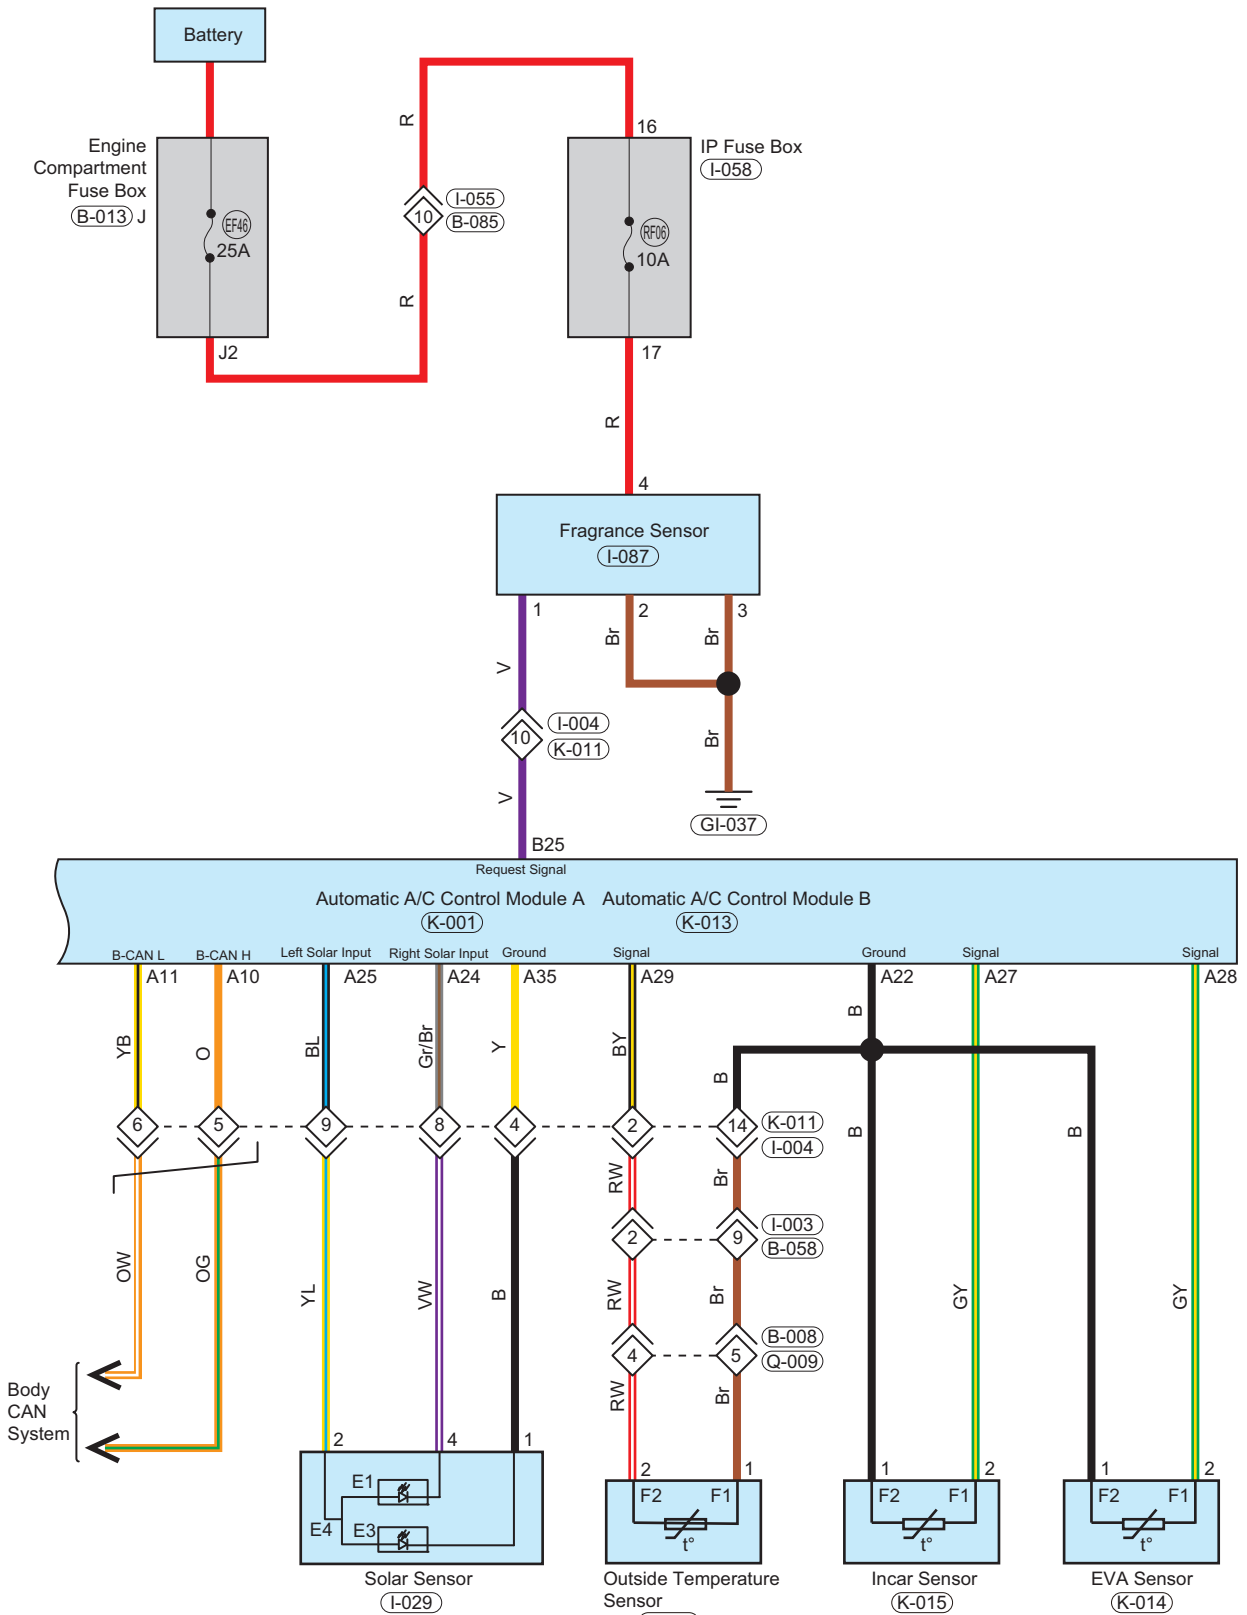 Battery
Engine
Compartment
Fuse Box
B-013 J
EF46
25A
J2
R
R
10
I-055
B-085
16
IP Fuse Box
I-058
RF06
10A
17
R
4
Fragrance Sensor
I-087
1
2
3
V
Br
Br
10
I-004
K-011
V
Br
GI-037
B25
Request Signal
Automatic A/C Control Module A
K-001
Automatic A/C Control Module B
K-013
B-CAN L
B-CAN H
Left Solar Input
Right Solar Input
Ground
Signal
Ground
Signal
Signal
A11
A10
A25
A24
A35
A29
A22
A27
A28
YB
O
BL
Gr/Br
Y
BY
B
B
6
5
9
8
4
2
14
K-011
I-004
B
B
RW
Br
2
9
I-003
B-058
OW
OG
YL
VW
B
RW
Br
GY
GY
4
5
B-008
Q-009
RW
Br
Body
CAN
System
2
4
1
2
1
1
2
1
2
E1
E4
E3
F2
F1
t°
F2
F1
t°
F2
F1
t°
Solar Sensor
I-029
Outside Temperature
Sensor
Incar Sensor
K-015
EVA Sensor
K-014